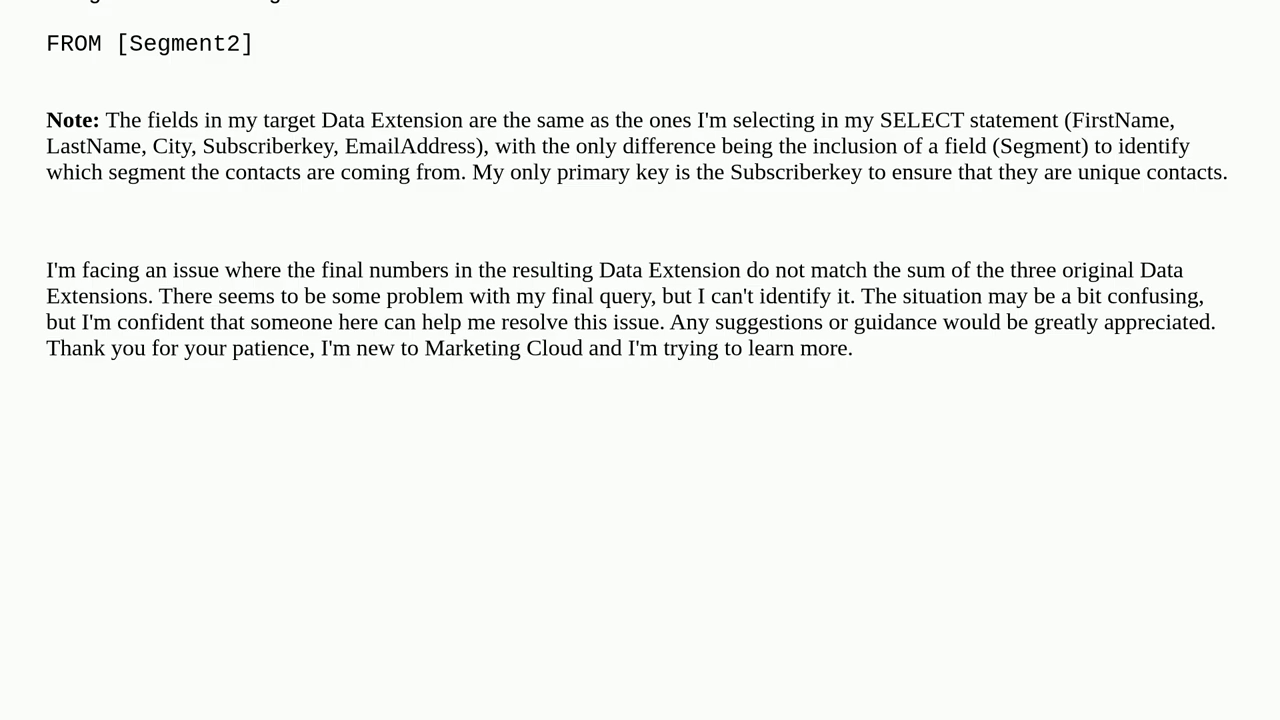 FROM [Segment2]
Note: The fields in my target Data Extension are the same as the ones I'm selecting in my SELECT statement (FirstName,
LastName, City, Subscriberkey, EmailAddress), with the only difference being the inclusion of a field (Segment) to identify
which segment the contacts are coming from. My only primary key is the Subscriberkey to ensure that they are unique contacts.
I'm facing an issue where the final numbers in the resulting Data Extension do not match the sum of the three original Data
Extensions. There seems to be some problem with my final query, but I can't identify it. The situation may be a bit confusing,
but I'm confident that someone here can help me resolve this issue. Any suggestions or guidance would be greatly appreciated.
Thank you for your patience, I'm new to Marketing Cloud and I'm trying to learn more.